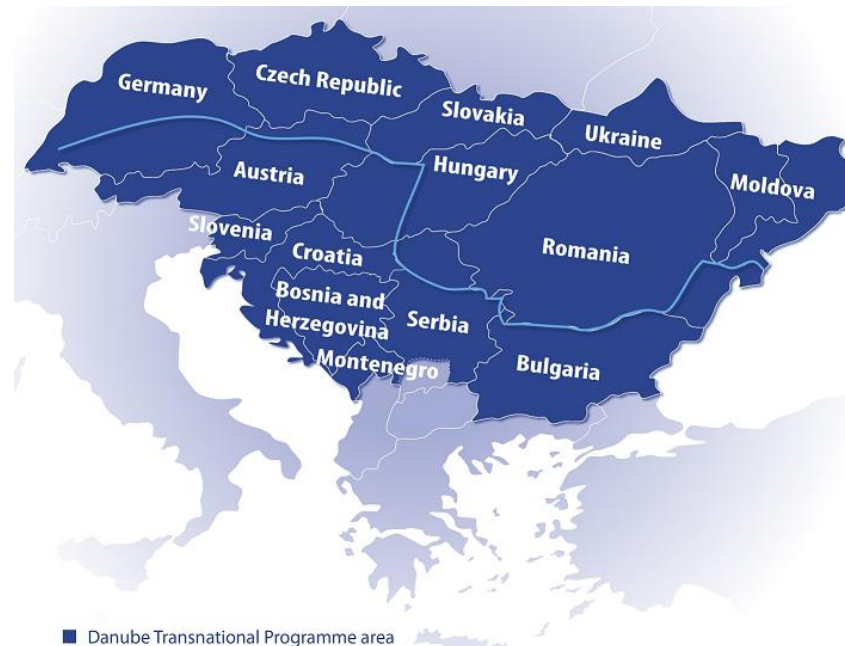 Germany
Czech Republic
Slovakia
Ukraine
Moldova
Hungary
Austria
Slovenia
Croatia
Romania
Bosnia and
Herzegovina
Serbia
Montenegro
Bulgaria
Danube Transnational Programme area